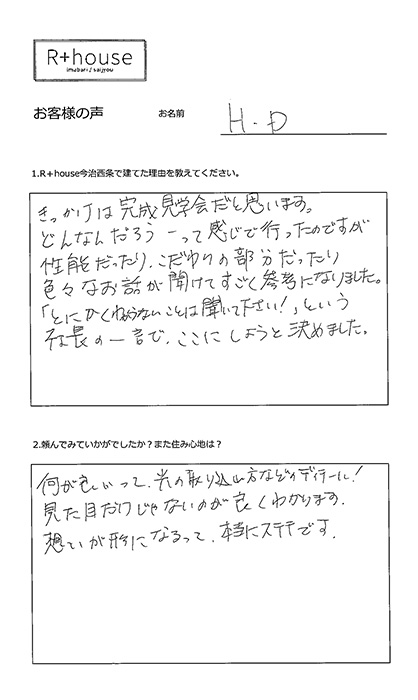 R+house
imabari / saijyou
お客様の声
お名前
H.D
1.R+house今治西条で建てた理由を教えてください。
きっかけは完成見学会だと思います。
どんなんだろうーって感じで行ったのですが
性能だったり、こだわりの部分だったり
色々なお話が聞けてすごく参考になりました。
「とにかくわからないことは聞いて下さい!」という
社長の一言で、ここにしようと決めました。
2.頼んでみていかがでしたか?また住み心地は?
何が良いって、光の取り込み方などのディテール!
見た目だけじゃないのが良くわかります。
想いが形になるって、本当にステキです.